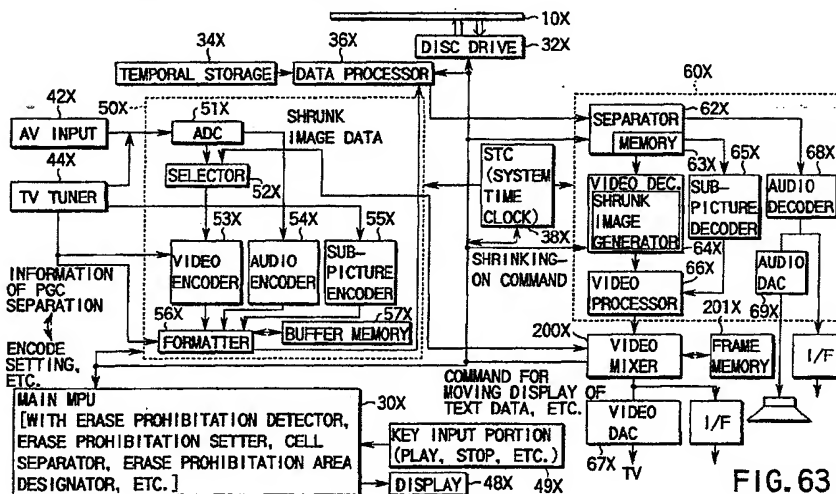 10X
34X
36X
DISC DRIVE
32X
TEMPORAL STORAGE
DATA PROCESSOR
60X
42X
50X
51X
SHRUNK
IMAGE DATA
SEPARATOR
62X
AV INPUT
ADC
MEMORY
63X
65X
68X
44X
STC
(SYSTEM
TIME
CLOCK)
38X
TV TUNER
SELECTOR
52X
VIDEO DEC.
SHRUNK
IMAGE
GENERATOR
64X
SUB-
PICTURE
DECODER
AUDIO
DECODER
53X
54X
55X
SHRINKING-
ON COMMAND
INFORMATION
OF PGC
SEPARATION
VIDEO
ENCODER
AUDIO
ENCODER
SUB-
PICTURE
ENCODER
66X
VIDEO
PROCESSOR
AUDIO
DAC
69X
56X
57X
FORMATTER
BUFFER MEMORY
200X
201X
ENCODE
SETTING,
ETC.
VIDEO
MIXER
FRAME
MEMORY
I/F
30X
COMMAND FOR
MOVING DISPLAY OF
TEXT DATA, ETC.
MAIN MPU
[WITH ERASE PROHIBITATION DETECTOR,
ERASE PROHIBITATION SETTER, CELL
SEPARATOR, ERASE PROHIBITATION AREA
DESIGNATOR, ETC.]
KEY INPUT PORTION
(PLAY, STOP, ETC.)
49X
DISPLAY
48X
VIDEO
DAC
67X
I/F
TV
FIG. 63